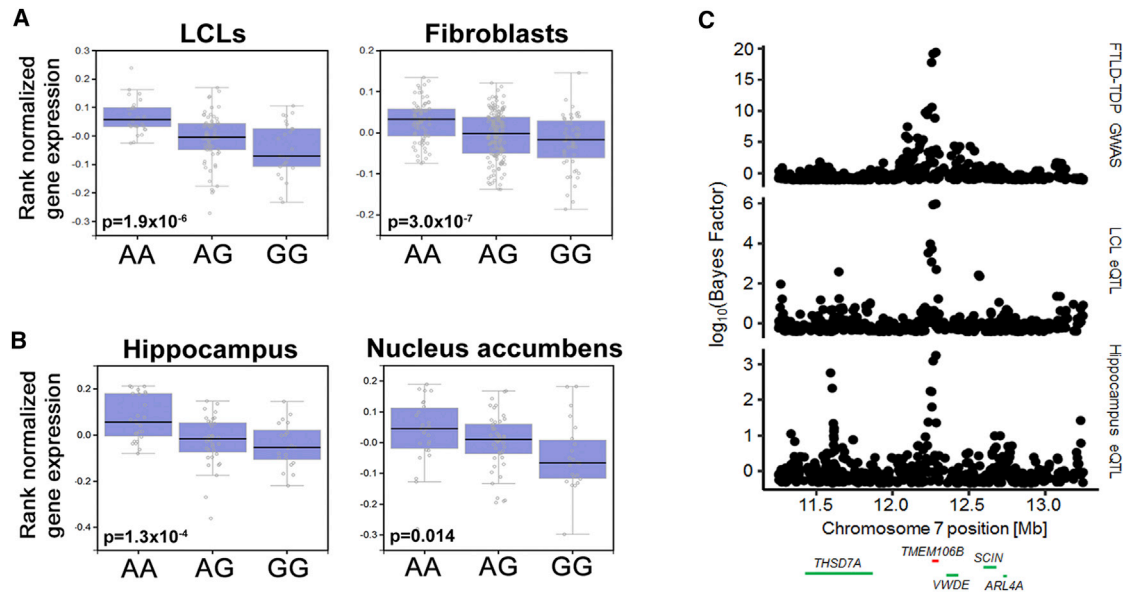 A
LCLs
Fibroblasts
Rank normalized
gene expression
0.3
0.2
0.1
-0.0
-0.1
-0.2
-0.3
p=1.9x10-6
AA AG GG
0.2
0.1
0.0
-0.1
-0.2
p=3.0x10-7
AA AG GG
B
Hippocampus
Nucleus accumbens
Rank normalized
gene expression
0.2
0.0
-0.2
-0.4
p=1.3x10-4
AA AG GG
0.2
0.1
-0.0
-0.1
-0.2
-0.3
p=0.014
AA AG GG
C
log10(Bayes Factor)
20
15
10
5
0
FTLD-TDP GWAS
6
4
2
0
LCL eQTL
3
2
1
0
Hippocampus eQTL
11.5 12.0 12.5 13.0
Chromosome 7 position [Mb]
TMEM106B SCIN
THSD7A
VWDE ARL4A